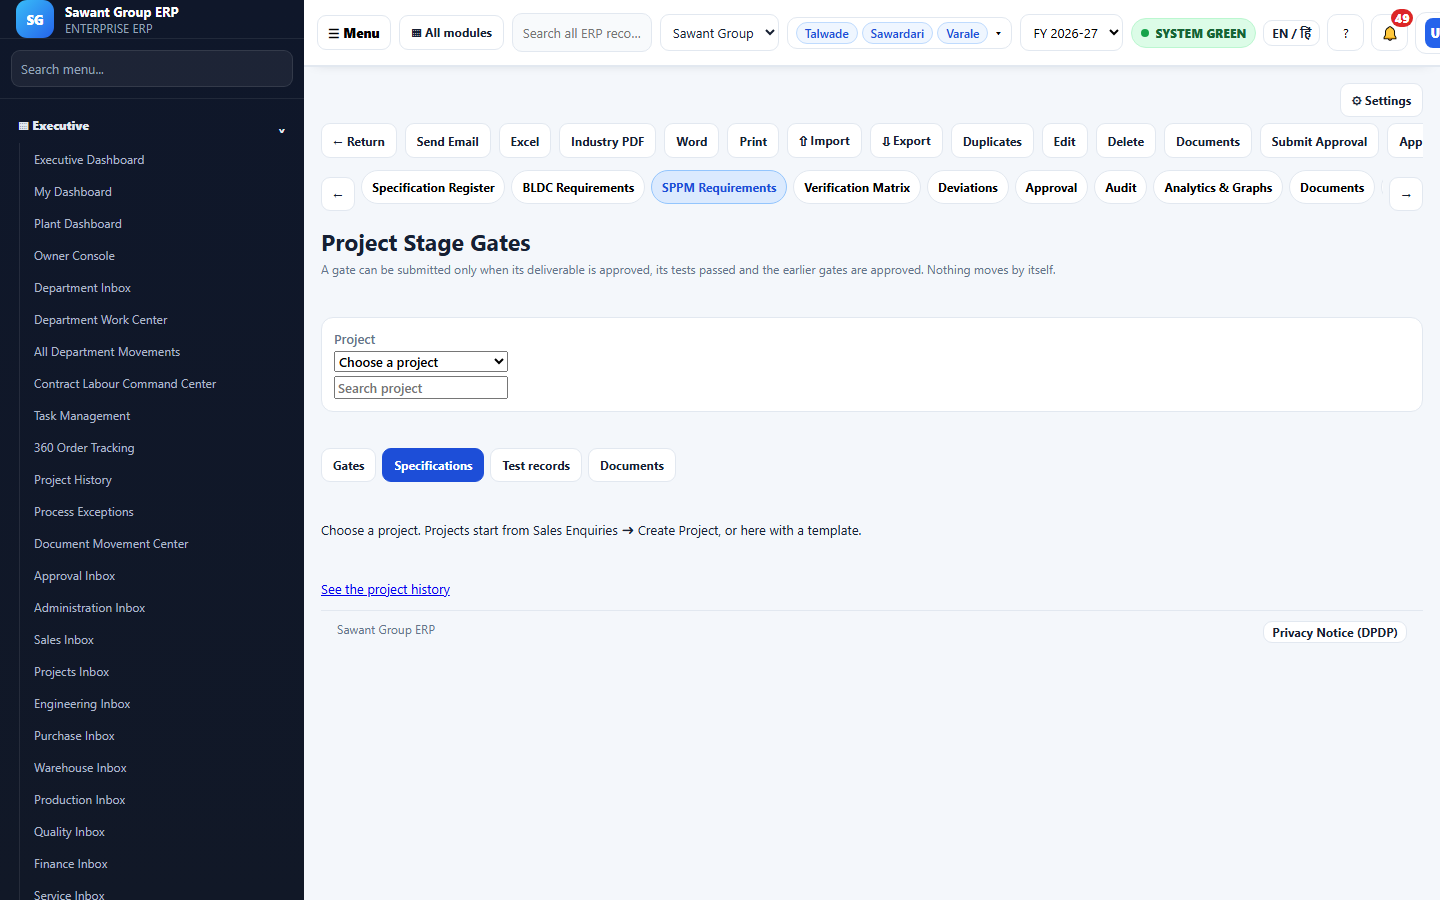 SG
Sawant Group ERP
ENTERPRISE ERP
Search menu...
Executive
Executive Dashboard
My Dashboard
Plant Dashboard
Owner Console
Department Inbox
Department Work Center
All Department Movements
Contract Labour Command Center
Task Management
360 Order Tracking
Project History
Process Exceptions
Document Movement Center
Approval Inbox
Administration Inbox
Sales Inbox
Projects Inbox
Engineering Inbox
Purchase Inbox
Warehouse Inbox
Production Inbox
Quality Inbox
Finance Inbox
Service Inbox
☰ Menu
All modules
Search all ERP reco...
Sawant Group
Talwade Sawardari Varale
FY 2026-27
SYSTEM GREEN
EN / हिं
?
49
U
⚙ Settings
← Return
Send Email
Excel
Industry PDF
Word
Print
⇧ Import
⇩ Export
Duplicates
Edit
Delete
Documents
Submit Approval
App
←
Specification Register
BLDC Requirements
SPPM Requirements
Verification Matrix
Deviations
Approval
Audit
Analytics & Graphs
Documents
→
Project Stage Gates
A gate can be submitted only when its deliverable is approved, its tests passed and the earlier gates are approved. Nothing moves by itself.
Project
Choose a project
Search project
Gates
Specifications
Test records
Documents
Choose a project. Projects start from Sales Enquiries → Create Project, or here with a template.
See the project history
Sawant Group ERP
Privacy Notice (DPDP)